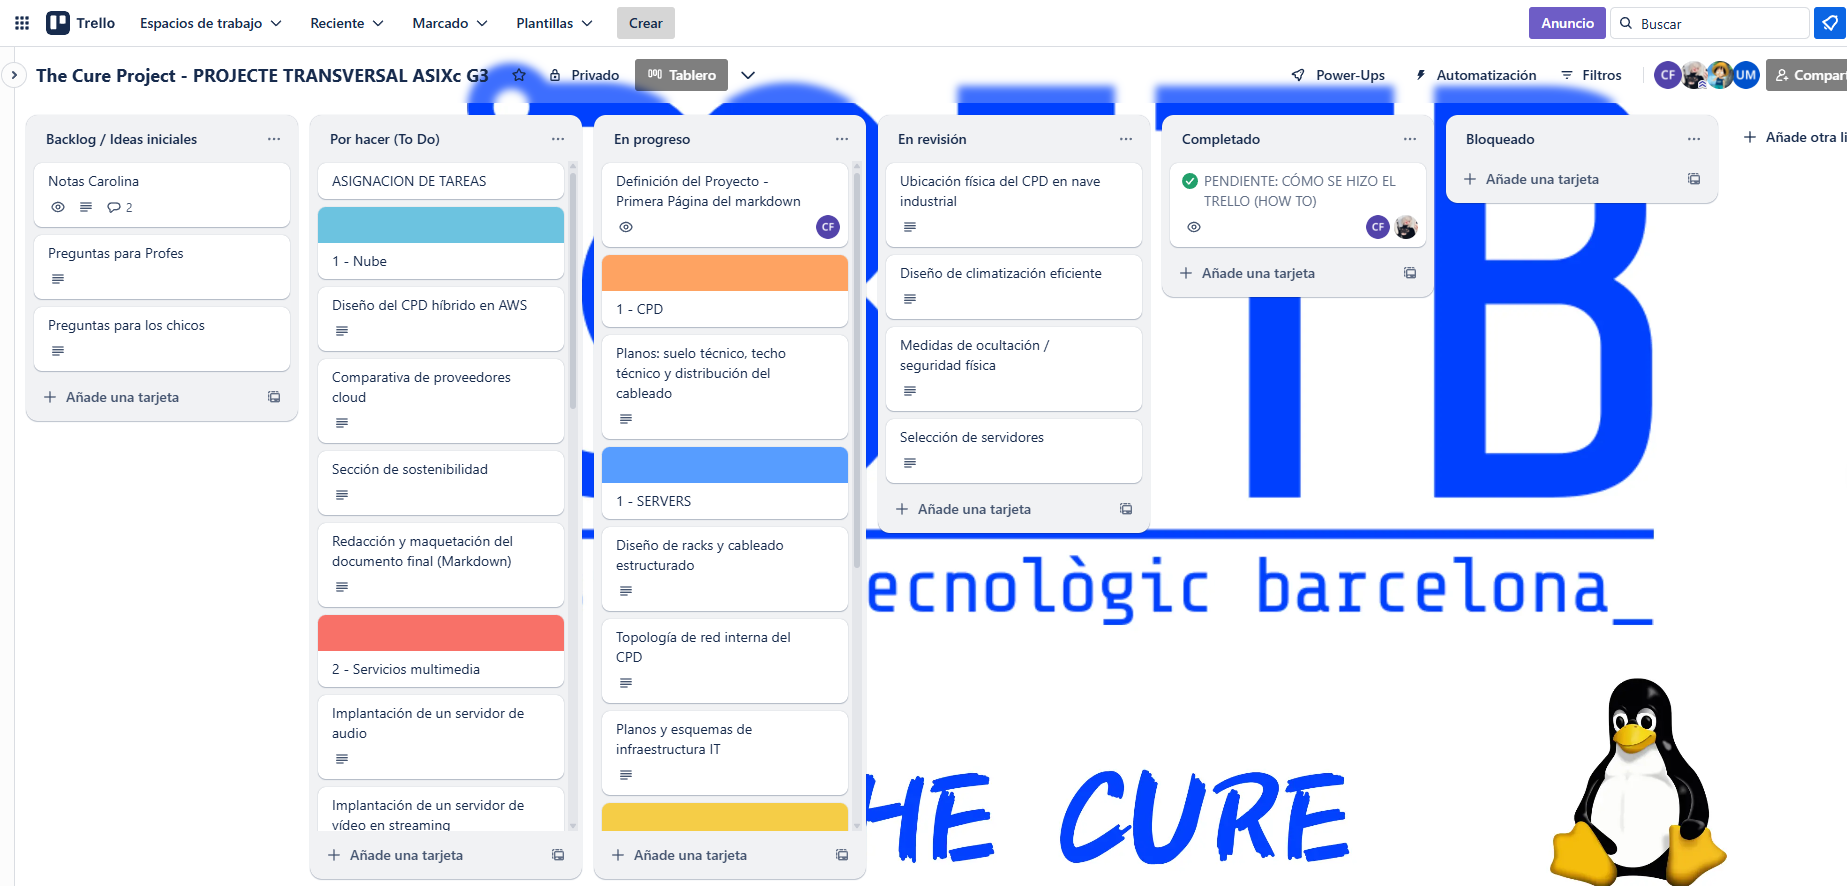 Trello
Espacios de trabajo
Reciente
Marcado
Plantillas
Crear
Anuncio
Buscar
The Cure Project - PROJECTE TRANSVERSAL ASIXc G3
Privado
Tablero
Power-Ups
Automatización
Filtros
CF
UM
Compart
Backlog / Ideas iniciales
Notas Carolina
2
Preguntas para Profes
Preguntas para los chicos
Añade una tarjeta
Por hacer (To Do)
ASIGNACION DE TAREAS
1 - Nube
Diseño del CPD híbrido en AWS
Comparativa de proveedores
cloud
Sección de sostenibilidad
Redacción y maquetación del
documento final (Markdown)
2 - Servicios multimedia
Implantación de un servidor de
audio
Implantación de un servidor de
vídeo en streaming
Añade una tarjeta
En progreso
Definición del Proyecto -
Primera Página del markdown
CF
1 - CPD
Planos: suelo técnico, techo
técnico y distribución del
cableado
1 - SERVERS
Diseño de racks y cableado
estructurado
Topología de red interna del
CPD
Planos y esquemas de
infraestructura IT
Añade una tarjeta
En revisión
Ubicación física del CPD en nave
industrial
Diseño de climatización eficiente
Medidas de ocultación /
seguridad física
Selección de servidores
Añade una tarjeta
Completado
PENDIENTE: CÓMO SE HIZO EL
TRELLO (HOW TO)
CF
Añade una tarjeta
Bloqueado
Añade una tarjeta
Añade otra li
TB
ecnològic barcelona_
HE CURE